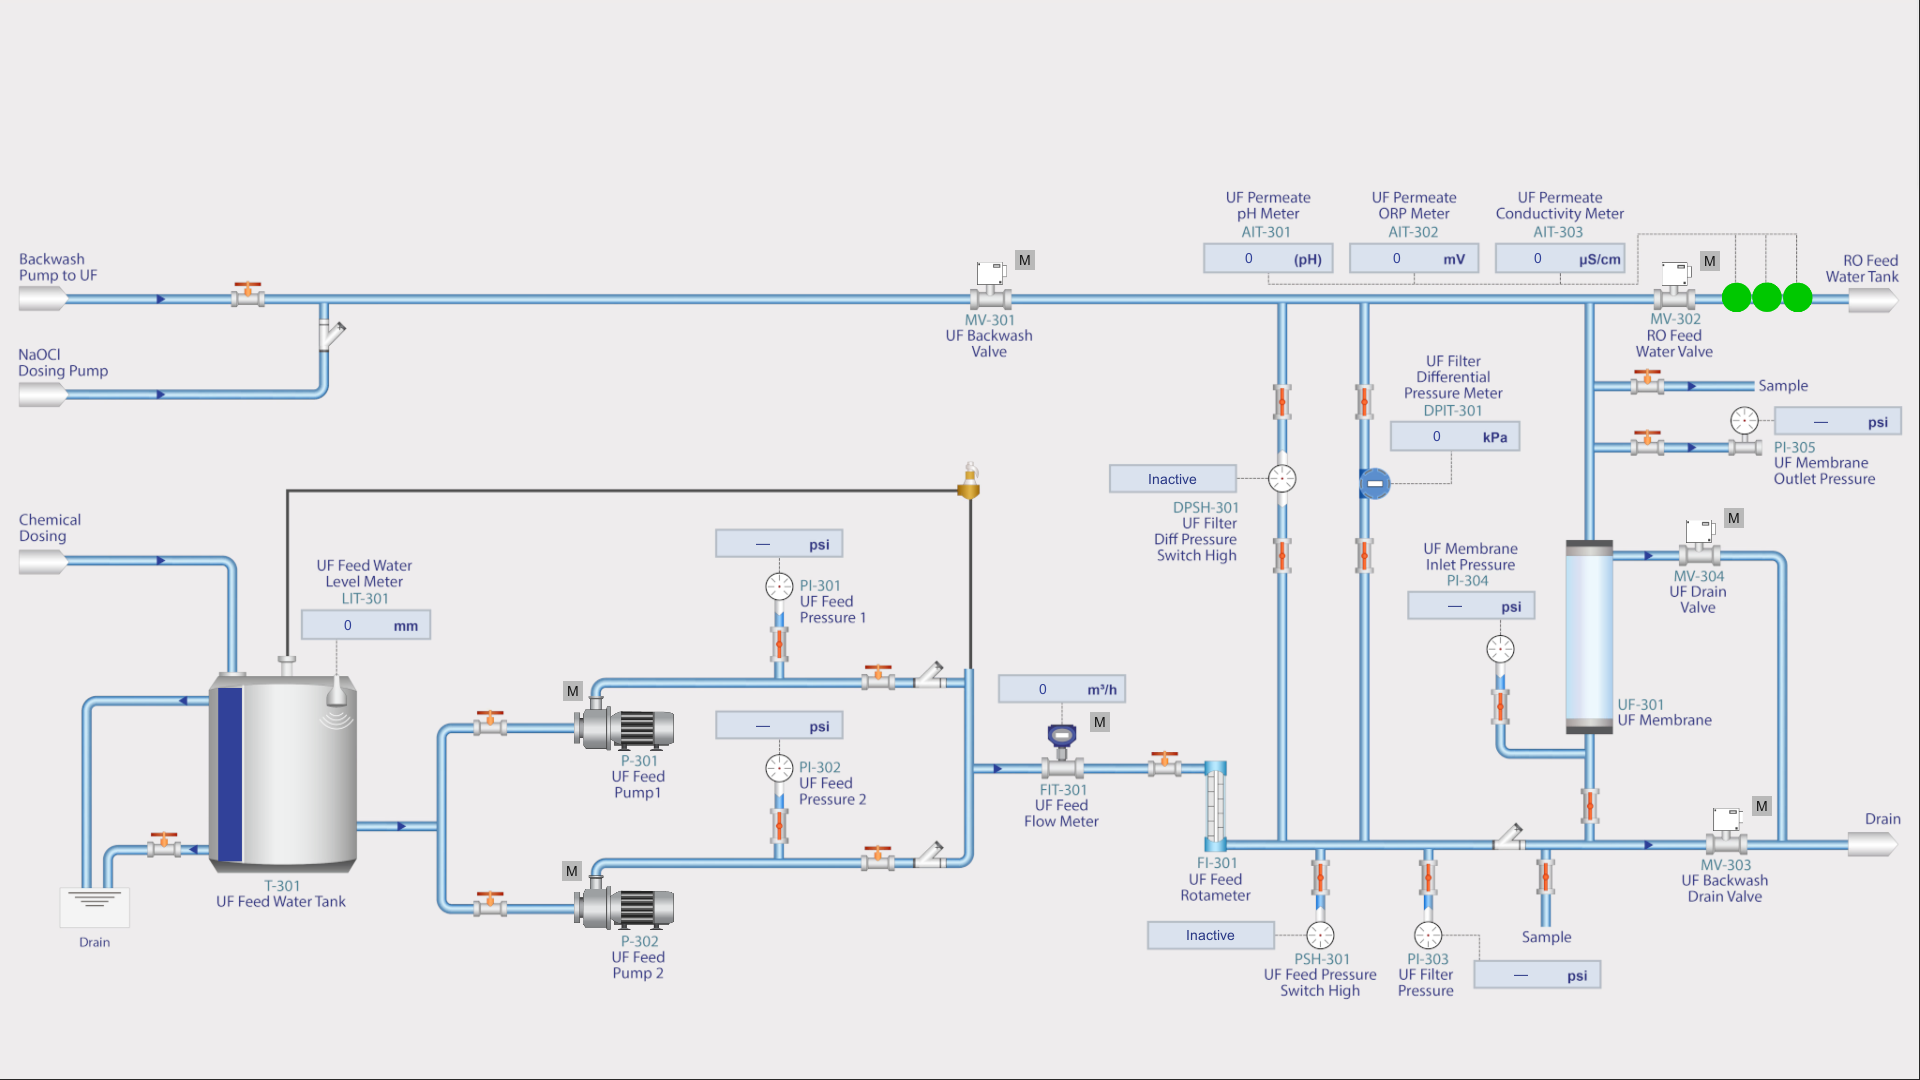 UF Permeate
pH Meter
AIT-301
0 (pH)
UF Permeate
ORP Meter
AIT-302
0 mV
UF Permeate
Conductivity Meter
AIT-303
0 µS/cm
Backwash
Pump to UF
M
MV-301
UF Backwash
Valve
M
MV-302
RO Feed
Water Valve
RO Feed
Water Tank
NaOCl
Dosing Pump
UF Filter
Differential
Pressure Meter
DPIT-301
0 kPa
Sample
— psi
PI-305
UF Membrane
Outlet Pressure
Inactive
DPSH-301
UF Filter
Diff Pressure
Switch High
Chemical
Dosing
UF Feed Water
Level Meter
LIT-301
0 mm
— psi
PI-301
UF Feed
Pressure 1
UF Membrane
Inlet Pressure
PI-304
— psi
M
MV-304
UF Drain
Valve
M
P-301
UF Feed
Pump1
— psi
PI-302
UF Feed
Pressure 2
0 m³/h
M
FIT-301
UF Feed
Flow Meter
UF-301
UF Membrane
M
MV-303
UF Backwash
Drain Valve
Drain
T-301
UF Feed Water Tank
Drain
M
P-302
UF Feed
Pump 2
FI-301
UF Feed
Rotameter
Inactive
PSH-301
UF Feed Pressure
Switch High
PI-303
UF Filter
Pressure
— psi
Sample